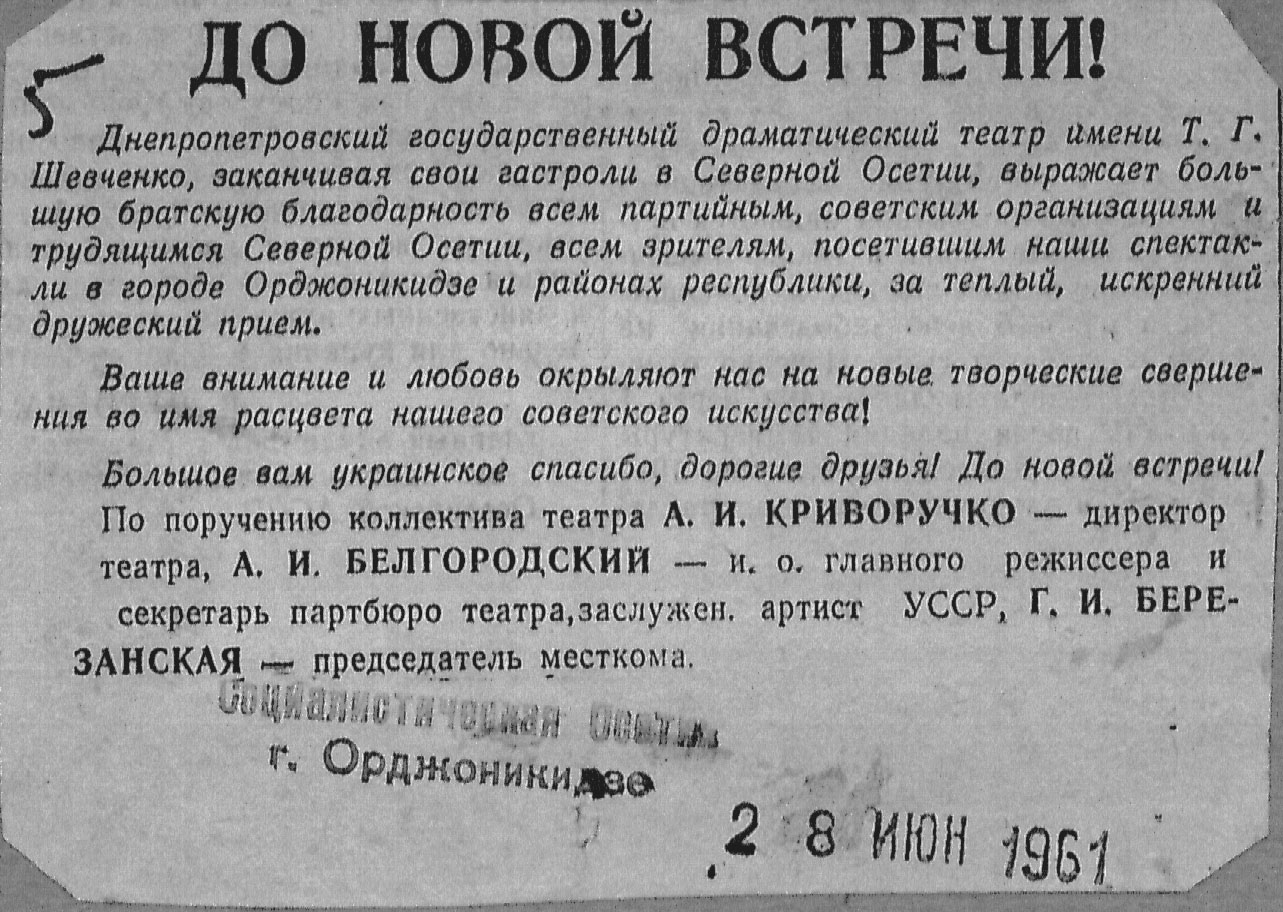 ДО НОВОЙ ВСТРЕЧИ!
Днепропетровский государственный драматический театр имени Т. Г.
Шевченко, заканчивая свои гастроли в Северной Осетии, выражает боль-
шую братскую благодарность всем партийным, советским организациям и
трудящимся Северной Осетии, всем зрителям, посетившим наши спектак-
ли в городе Орджоникидзе и районах республики, за теплый, искренний
дружеский прием.
Ваше внимание и любовь окрыляют нас на новые творческие сверше-
ния во имя расцвета нашего советского искусства!
Большое вам украинское спасибо, дорогие друзья! До новой встречи!
По поручению коллектива театра А. И. КРИВОРУЧКО — директор
театра, А. И. БЕЛГОРОДСКИЙ — и. о. главного режиссера и
секретарь партбюро театра, заслужен. артист УССР, Г. И. БЕРЕ-
ЗАНСКАЯ — председатель месткома.
Социалистическая Осетия
г. Орджоникидзе
28 ИЮН 1961